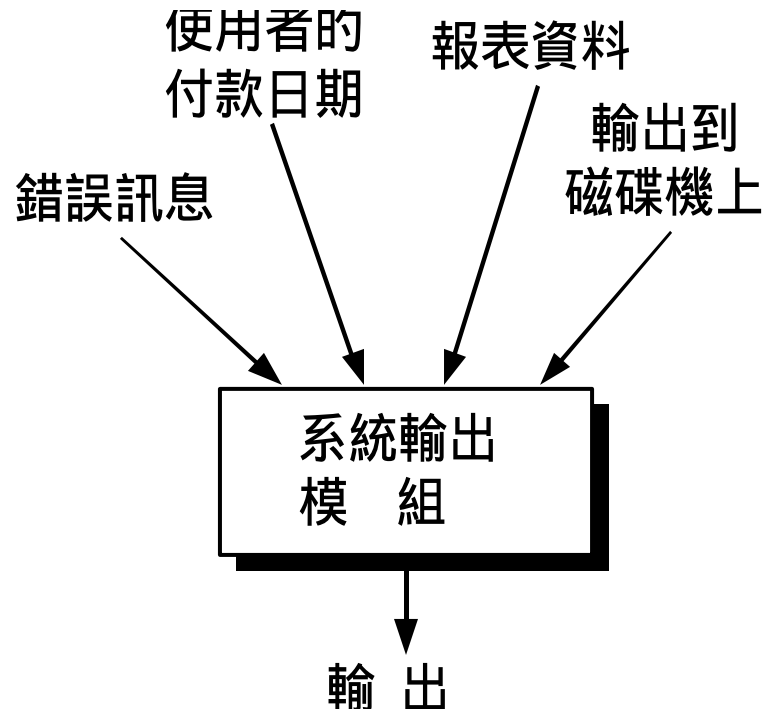 使用者的
付款日期
報表資料
輸出到
磁碟機上
錯誤訊息
系統輸出
模 組
輸 出